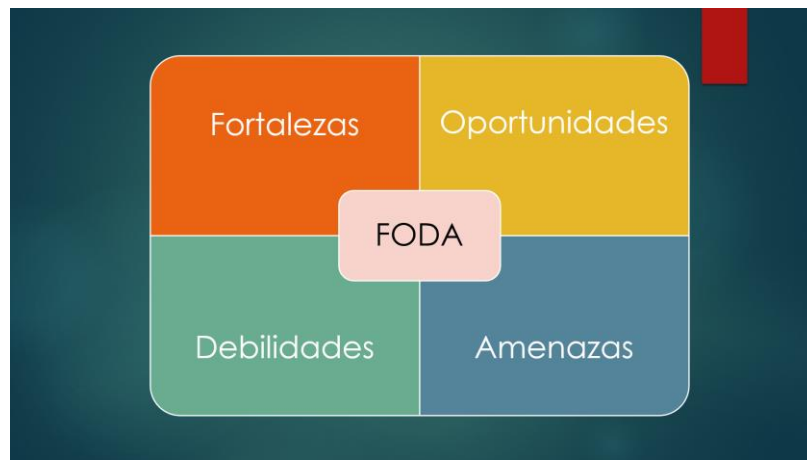 Fortalezas
Oportunidades
FODA
Debilidades
Amenazas